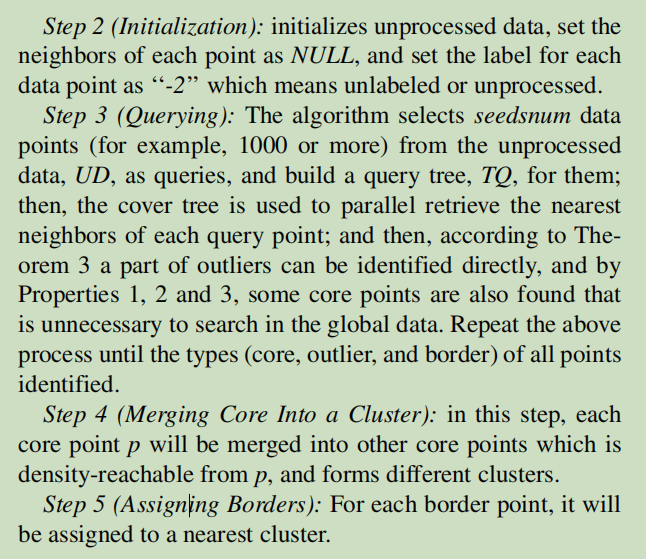 Step 2 (Initialization): initializes unprocessed data, set the
neighbors of each point as NULL, and set the label for each
data point as ‘‘-2’’ which means unlabeled or unprocessed.
Step 3 (Querying): The algorithm selects seedsnum data
points (for example, 1000 or more) from the unprocessed
data, UD, as queries, and build a query tree, TQ, for them;
then, the cover tree is used to parallel retrieve the nearest
neighbors of each query point; and then, according to The-
orem 3 a part of outliers can be identified directly, and by
Properties 1, 2 and 3, some core points are also found that
is unnecessary to search in the global data. Repeat the above
process until the types (core, outlier, and border) of all points
identified.
Step 4 (Merging Core Into a Cluster): in this step, each
core point p will be merged into other core points which is
density-reachable from p, and forms different clusters.
Step 5 (Assigning Borders): For each border point, it will
be assigned to a nearest cluster.